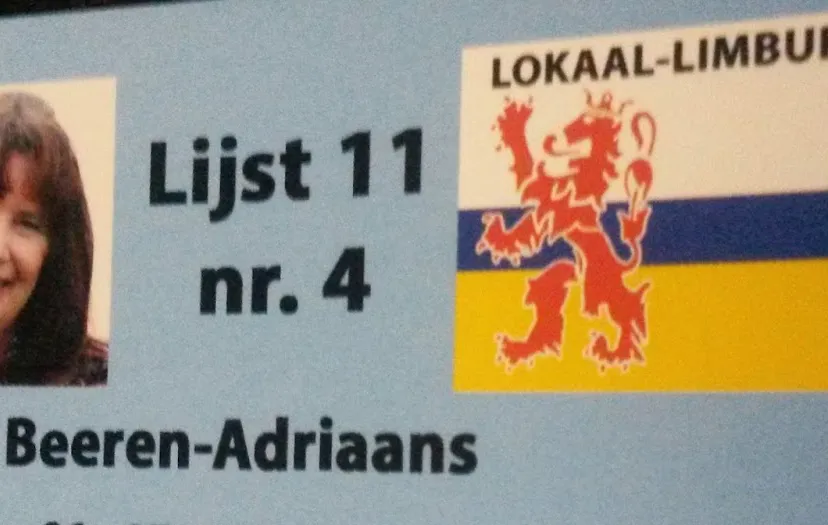 LOKAAL-LIMBU
Lijst 11
nr. 4
Beeren-Adriaans